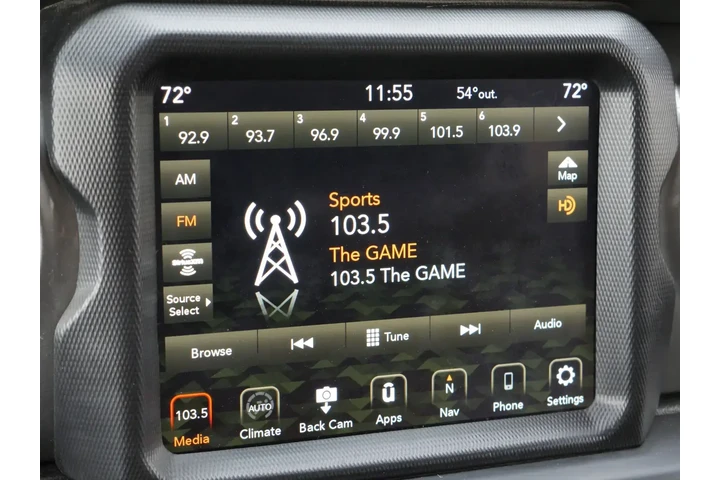 72° 11:55 54°out. 72°
1 92.9 2 93.7 3 96.9 4 99.9 5 101.5 6 103.9
AM
Map
Sports
103.5
FM
HD
The GAME
103.5 The GAME
SiriusXM
Source
Select
Browse Tune Audio
103.5 AUTO N
Media Climate Back Cam Apps Nav Phone Settings